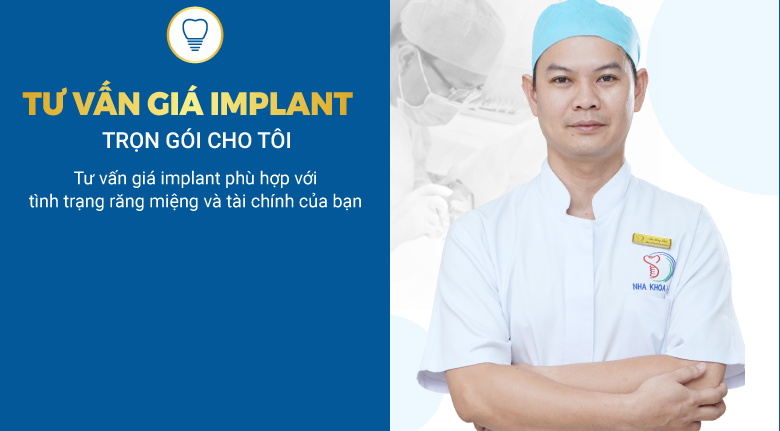 TƯ VẤN GIÁ IMPLANT
TRỌN GÓI CHO TÔI
Tư vấn giá implant phù hợp với
tình trạng răng miệng và tài chính của bạn
NHA KHOA